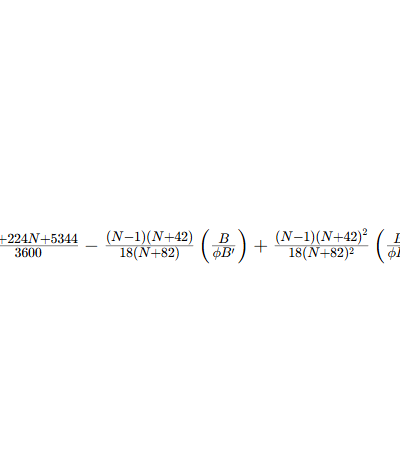 +224N+5344/3600 − (N−1)(N+42)/18(N+82) (B/ϕB′) + (N−1)(N+42)²/18(N+82)² (